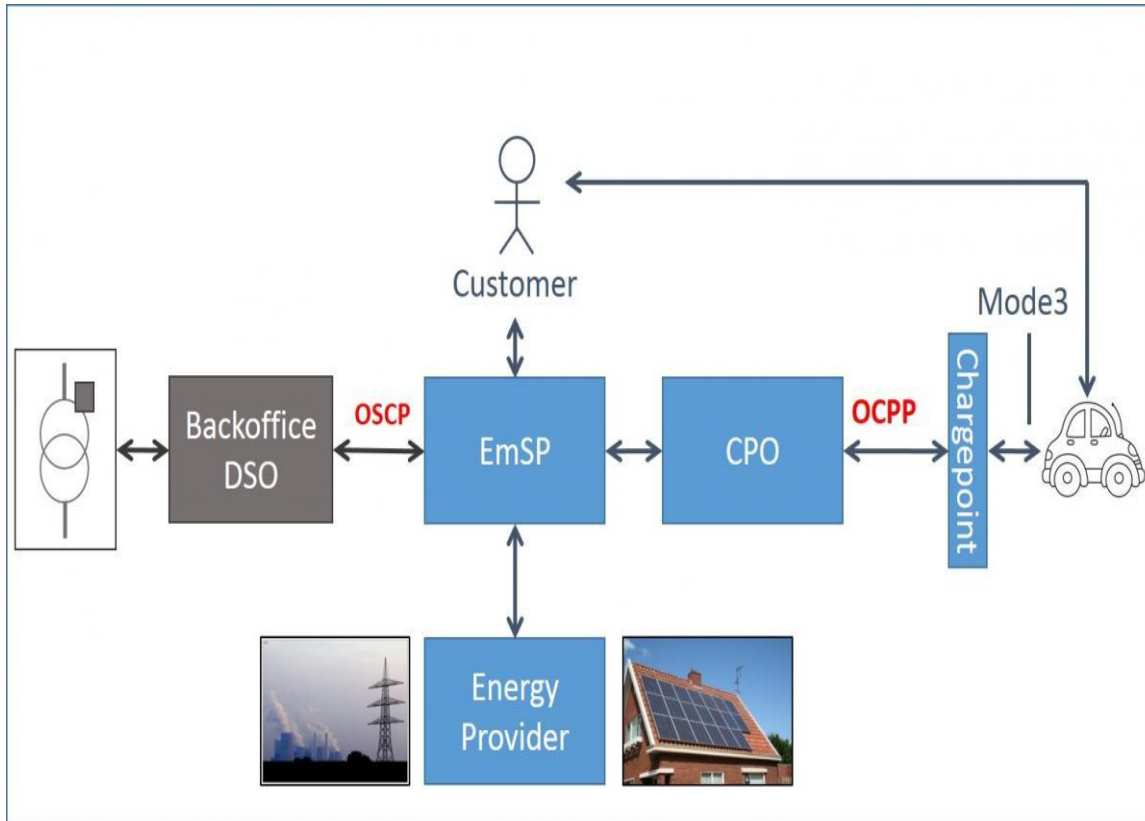 Customer
Mode3
Backoffice
DSO
OSCP
EmSP
CPO
OCPP
Chargepoint
Energy
Provider